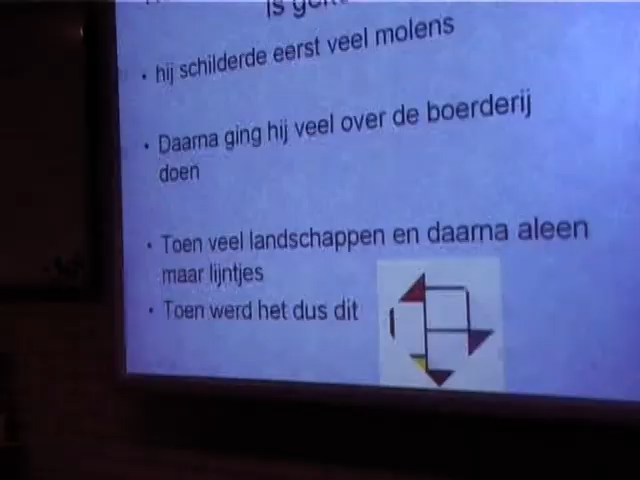 is
• hij schilderde eerst veel molens
• Daarna ging hij veel over de boerderij
doen
• Toen veel landschappen en daarna aleen
maar lijntjes
• Toen werd het dus dit